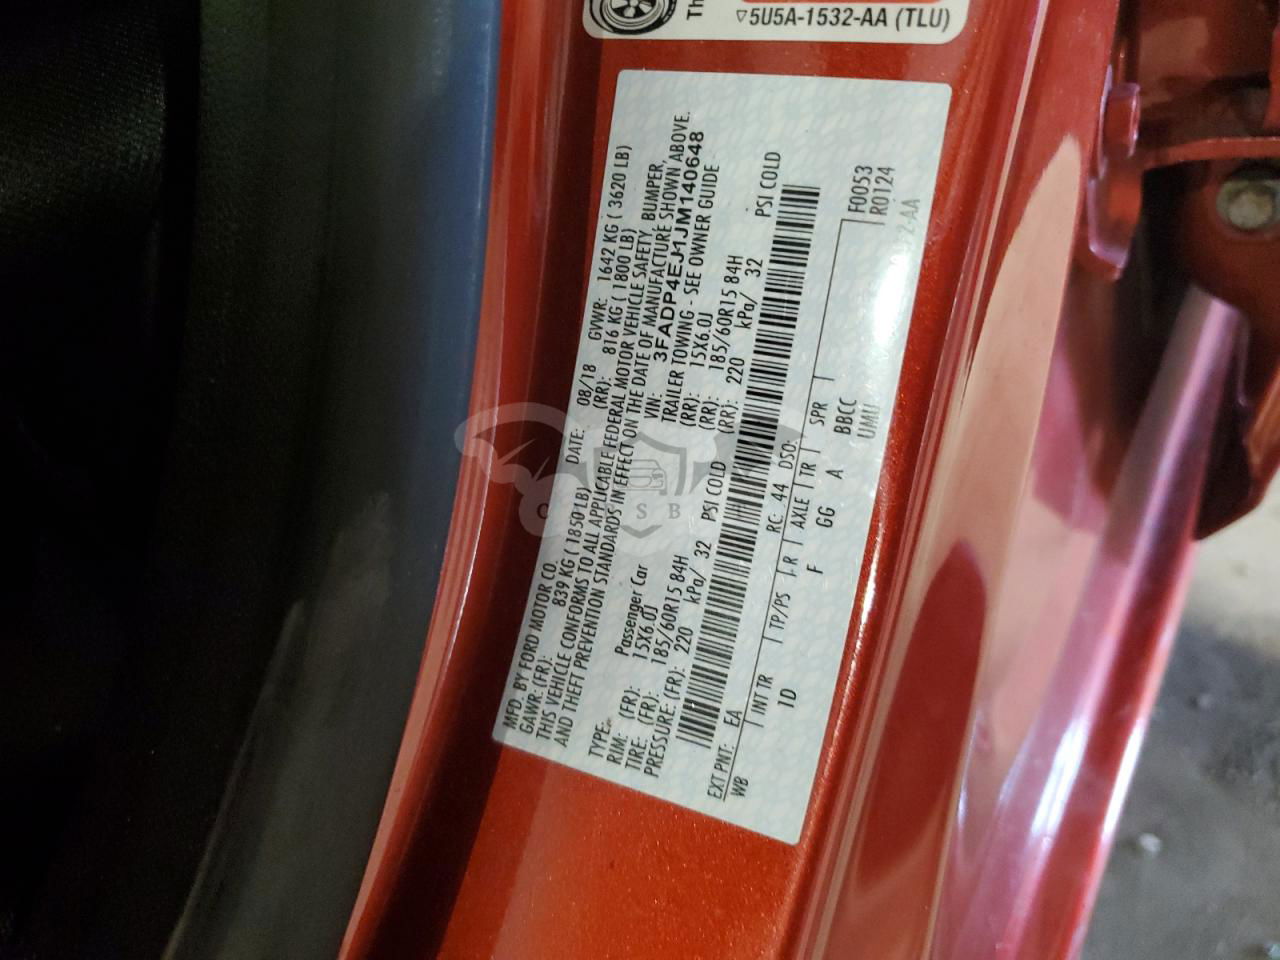 Th
▽5U5A-1532-AA (TLU)
MFD. BY FORD MOTOR CO.
DATE: 08/18 GVWR: 1642 KG ( 3620 LB)
GAWR: (FR): 839 KG ( 1850 LB) (RR): 816 KG ( 1800 LB)
THIS VEHICLE CONFORMS TO ALL APPLICABLE FEDERAL MOTOR VEHICLE SAFETY, BUMPER,
AND THEFT PREVENTION STANDARDS IN EFFECT ON THE DATE OF MANUFACTURE SHOWN ABOVE.
VIN: 3FADP4EJ1JM140648
TYPE: Passenger Car TRAILER TOWING - SEE OWNER GUIDE
RIM: (FR): 15X6.0J (RR): 15X6.0J
TIRE: (FR): 185/60R15 84H (RR): 185/60R15 84H
PRESSURE: (FR): 220 kPa/ 32 PSI COLD (RR): 220 kPa/ 32 PSI COLD
EXT PNT: EA RC: 44 DSO: F0053
WB INT TR TP/PS R AXLE TR SPR R0124
1D F GG A BBCC
UMU
C S B